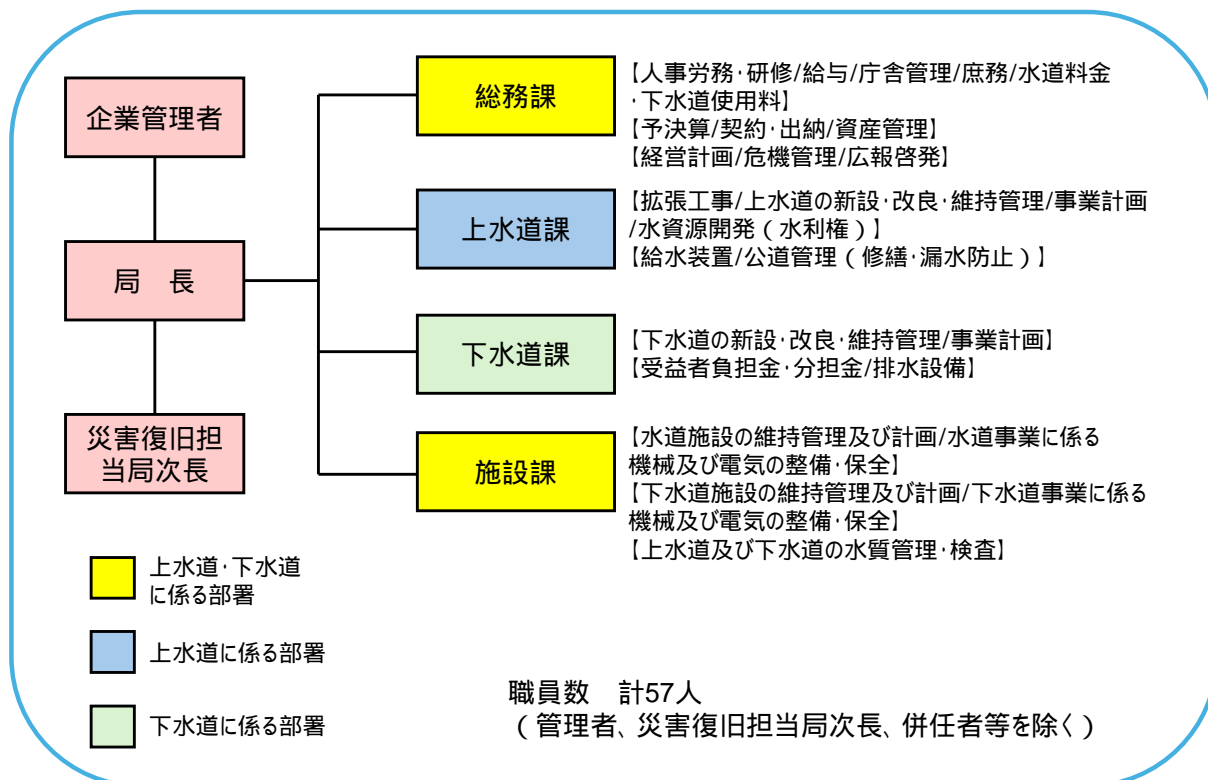 企業管理者
局　長
災害復旧担
当局次長
総務課
【人事労務･研修/給与/庁舎管理/庶務/水道料金
･下水道使用料】
【予決算/契約･出納/資産管理】
【経営計画/危機管理/広報啓発】
上水道課
【拡張工事/上水道の新設･改良･維持管理/事業計画
/水資源開発（水利権）】
【給水装置/公道管理（修繕･漏水防止）】
下水道課
【下水道の新設･改良･維持管理/事業計画】
【受益者負担金･分担金/排水設備】
施設課
【水道施設の維持管理及び計画/水道事業に係る
機械及び電気の整備･保全】
【下水道施設の維持管理及び計画/下水道事業に係る
機械及び電気の整備･保全】
【上水道及び下水道の水質管理･検査】
上水道･下水道
に係る部署
上水道に係る部署
下水道に係る部署
職員数　計57人
（管理者、災害復旧担当局次長、併任者等を除く）